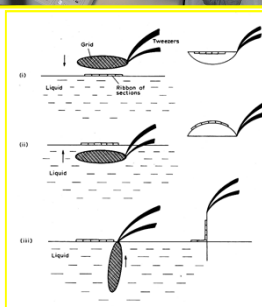 Grid
Tweezers
(i)
Liquid
Ribbon of
sections
(ii)
Liquid
(iii)
Liquid